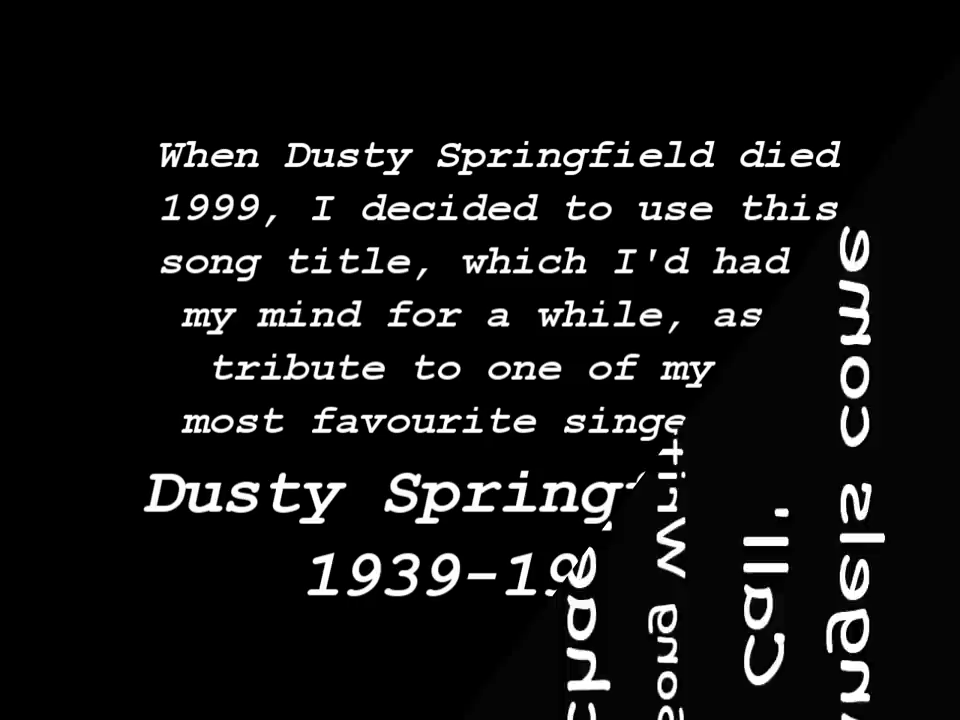 When Dusty Springfield died
1999, I decided to use this
song title, which I'd had
my mind for a while, as
tribute to one of my
most favourite singe
Dusty Spring
1939-19
Call.
come